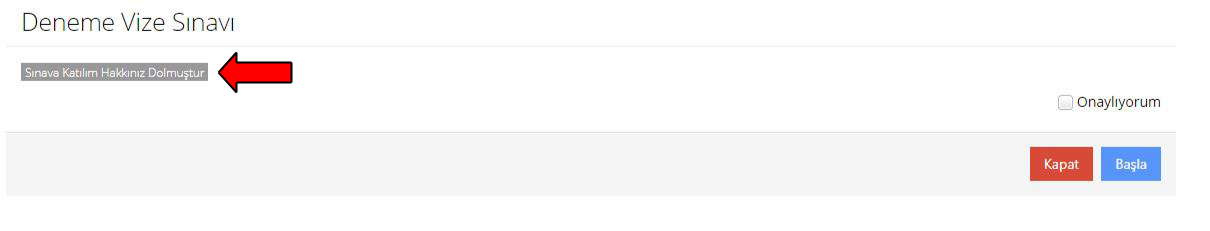 Deneme Vize Sınavı
Sınava Katılım Hakkınız Dolmuştur
Onaylıyorum
Kapat
Başla